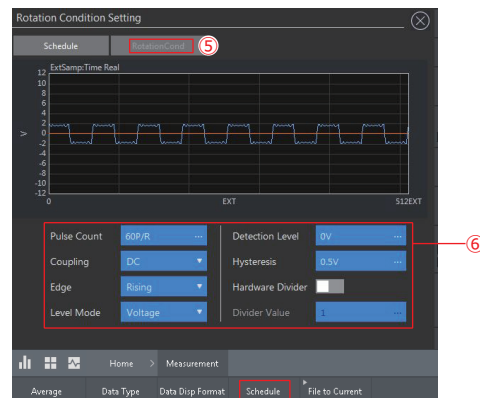 Rotation Condition Setting
Schedule RotationCond ⑤
ExtSamp:Time Real
12
10
8
6
4
2
V 0
-2
-4
-6
-8
-10
-12
0 EXT 512EXT
Pulse Count 60P/R ... Detection Level 0V ...
⑥
Coupling DC Hysteresis 0.5V ...
Edge Rising Hardware Divider
Level Mode Voltage Divider Value 1 ...
Home > Measurement
Average Data Type Data Disp Format Schedule File to Current